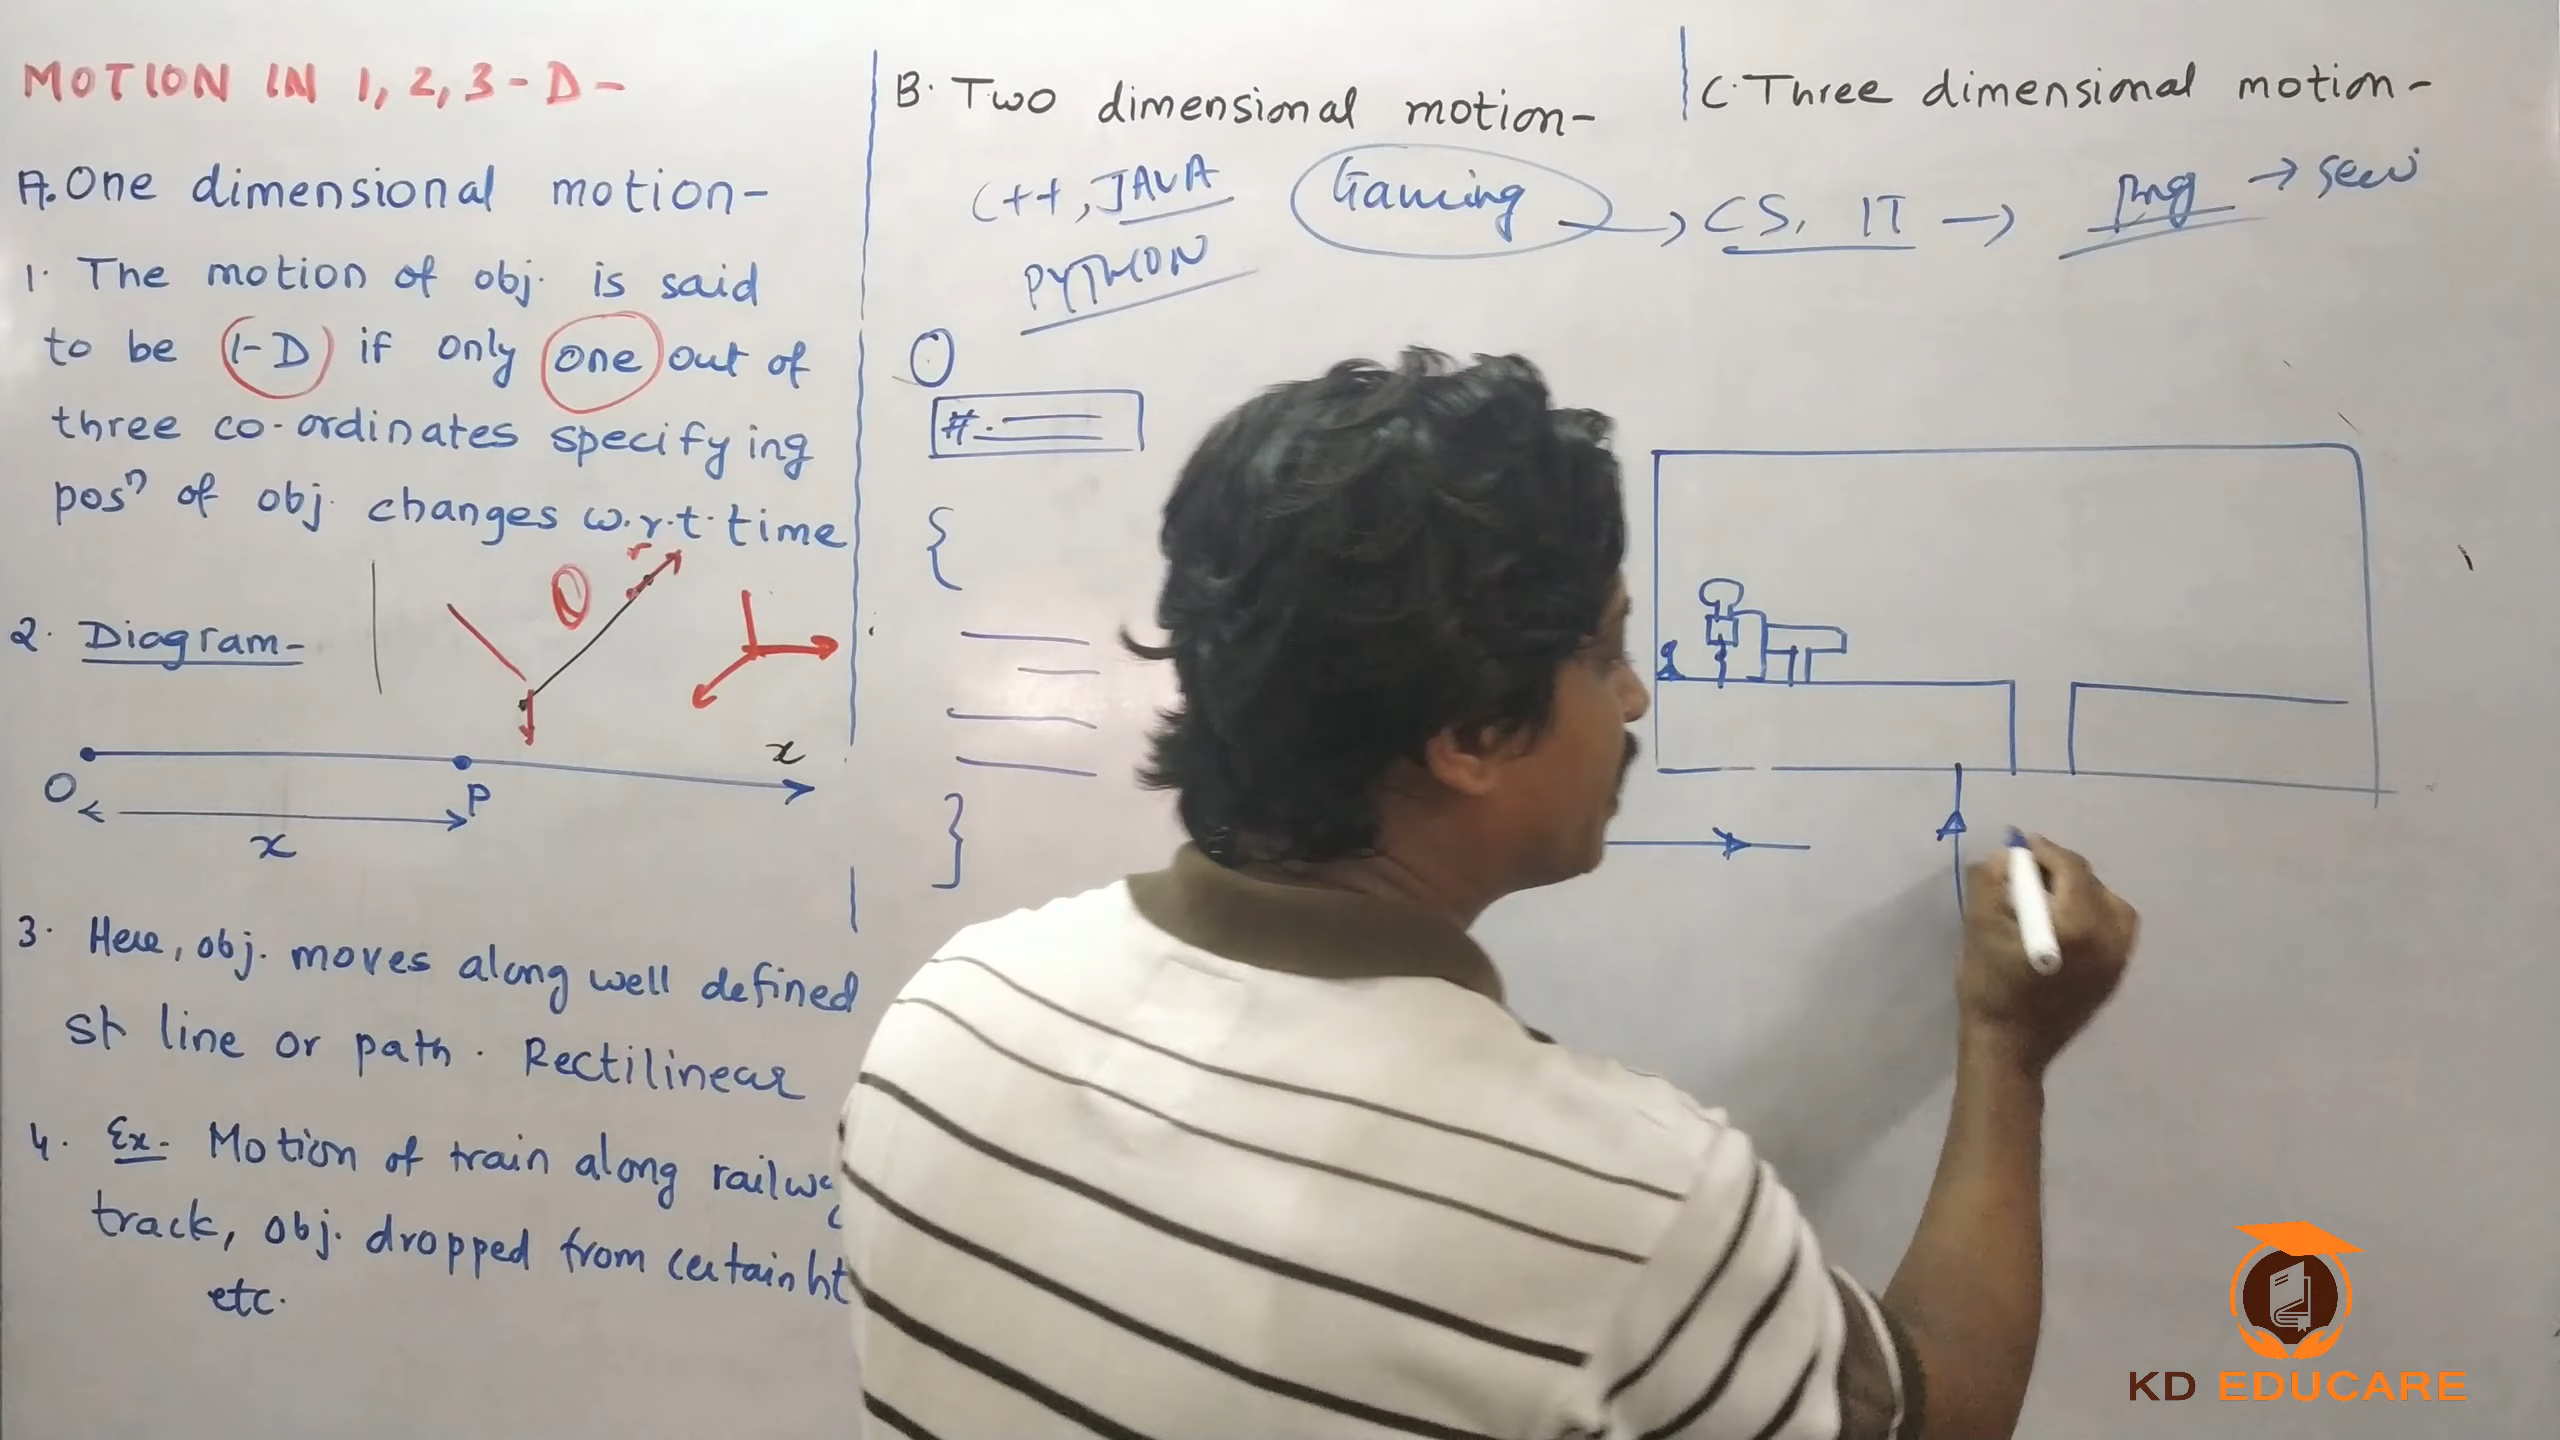 MOTION IN 1, 2, 3 - D -
A. One dimensional motion-
1. The motion of obj. is said
to be 1-D if only one out of
three co-ordinates specifying
posⁿ of obj. changes w.r.t. time
2. Diagram-
r
x
O
P
x
3. Here, obj. moves along well defined
st line or path. Rectilinear
4. Ex- Motion of train along railway
track, obj. dropped from certain ht
etc.
B. Two dimensional motion-
C++, JAVA
PYTHON
Gaming → CS, IT →
#.
{
}
C. Three dimensional motion-
KD EDUCARE